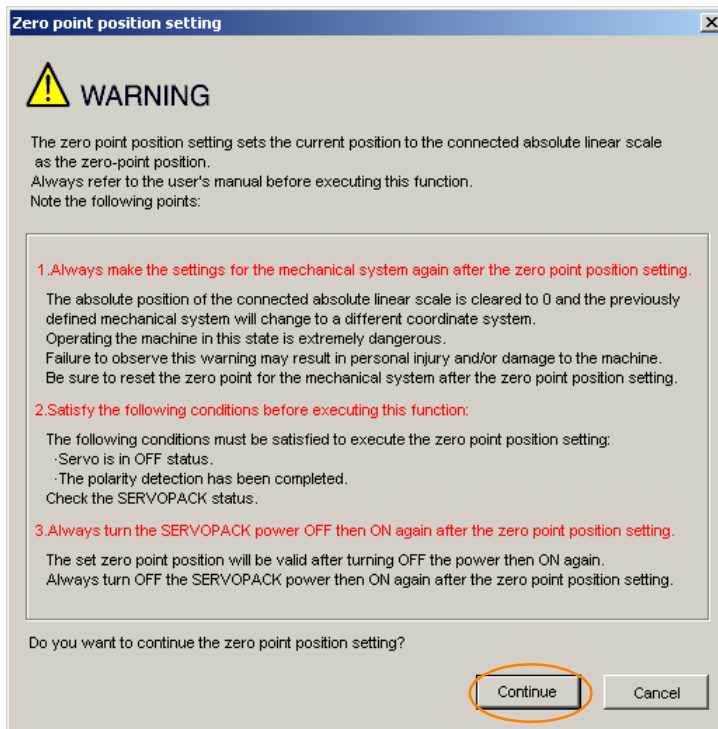 Zero point position setting
WARNING
The zero point position setting sets the current position to the connected absolute linear scale
as the zero-point position.
Always refer to the user's manual before executing this function.
Note the following points:
1.Always make the settings for the mechanical system again after the zero point position setting.
The absolute position of the connected absolute linear scale is cleared to 0 and the previously
defined mechanical system will change to a different coordinate system.
Operating the machine in this state is extremely dangerous.
Failure to observe this warning may result in personal injury and/or damage to the machine.
Be sure to reset the zero point for the mechanical system after the zero point position setting.
2.Satisfy the following conditions before executing this function:
The following conditions must be satisfied to execute the zero point position setting:
·Servo is in OFF status.
·The polarity detection has been completed.
Check the SERVOPACK status.
3.Always turn the SERVOPACK power OFF then ON again after the zero point position setting.
The set zero point position will be valid after turning OFF the power then ON again.
Always turn OFF the SERVOPACK power then ON again after the zero point position setting.
Do you want to continue the zero point position setting?
Continue
Cancel